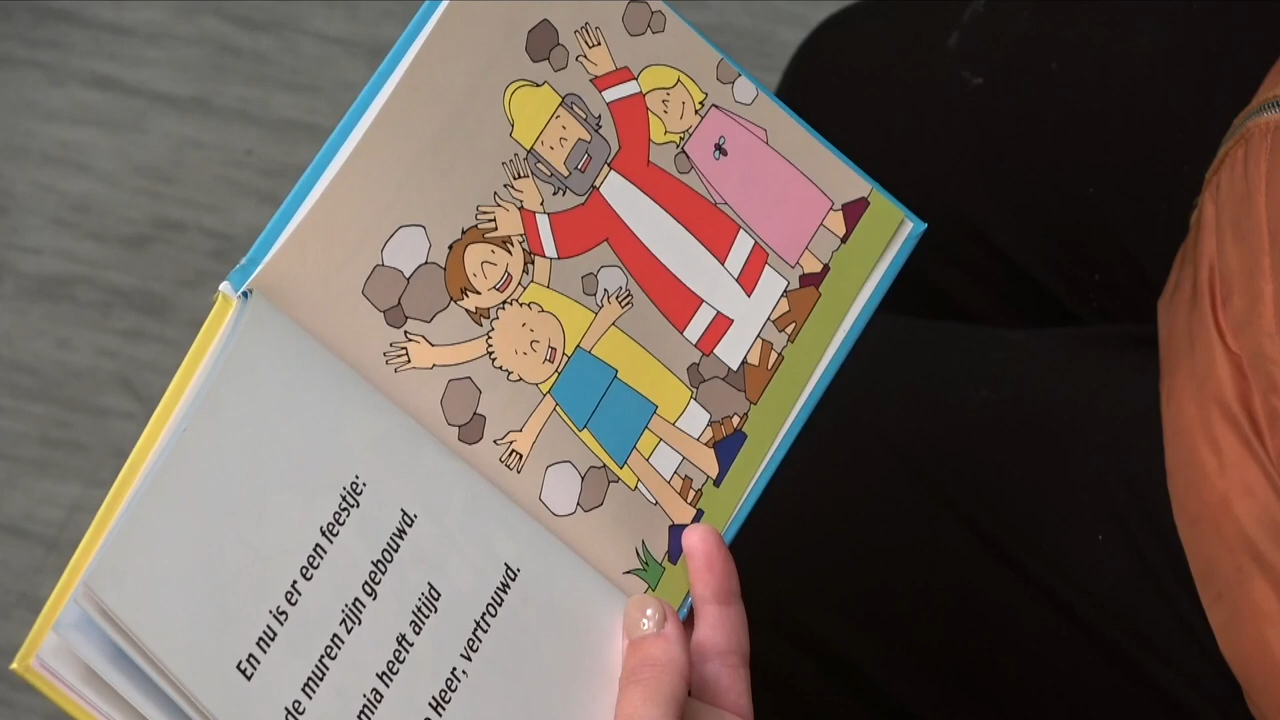 En nu is er een feestje:
de muren zijn gebouwd.
mia heeft altijd
Heer, vertrouwd.